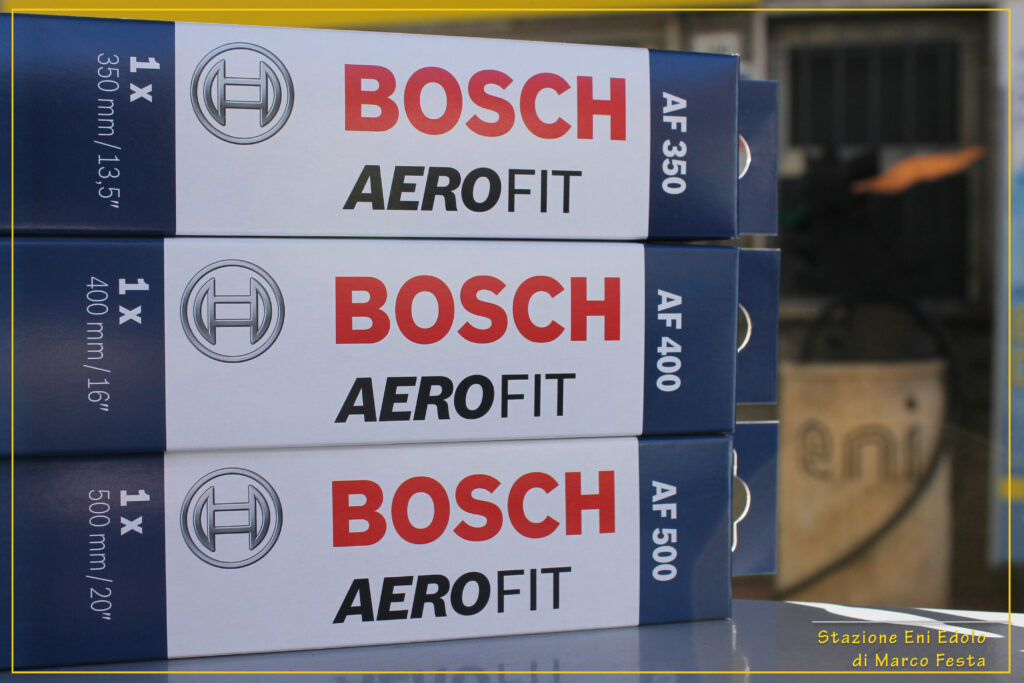 1 x
350 mm / 13,5"
BOSCH
AEROFIT
AF 350
1 x
400 mm / 16"
BOSCH
AEROFIT
AF 400
1 x
500 mm / 20"
BOSCH
AEROFIT
AF 500
eni
Stazione Eni Edolo
di Marco Festa